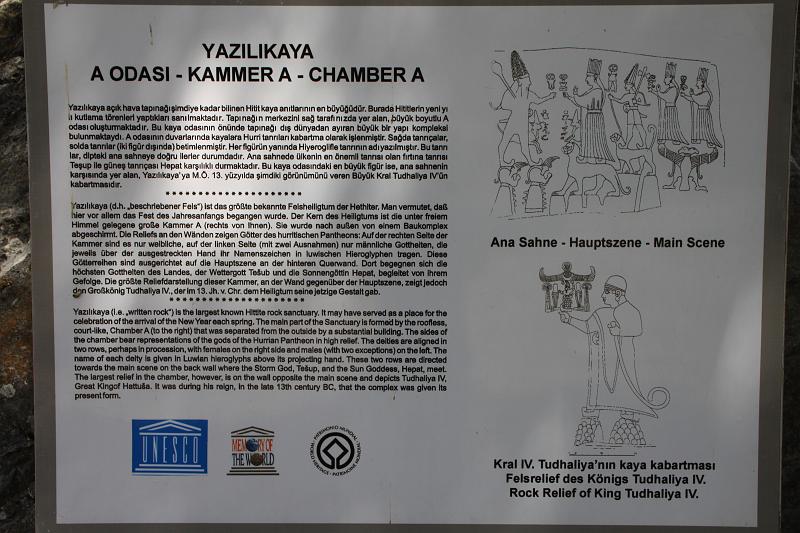 YAZILIKAYA
A ODASI - KAMMER A - CHAMBER A
Yazılıkaya açık hava tapınağı şimdiye kadar bilinen Hitit kaya anıtlarının en büyüğüdür. Burada Hititlerin yeni yı
lı kutlama törenleri yaptıkları sanılmaktadır. Tapınağın merkezini sağ tarafınızda yer alan, büyük boyutlu A
odası oluşturmaktadır. Bu kaya odasının önünde tapınağı dış dünyadan ayıran büyük bir yapı kompleksi
bulunmaktaydı. A odasının duvarlarında kayalara Hurri tanrıları kabartma olarak işlenmiştir. Sağda tanrıçalar,
solda tanrılar (iki figür dışında) betimlenmiştir. Her figürün yanında Hiyeroglifle tanrının adı yazılmıştır. Bu tanrı
lar, dipteki ana sahneye doğru ilerler durumdadır. Ana sahnede ülkenin en önemli tanrısı olan fırtına tanrısı
Teşup ile güneş tanrıçası Hepat karşılıklı durmaktadır. Bu kaya odasındaki en büyük figür ise, ana sahnenin
karşısında yer alan, Yazılıkaya'ya M.Ö. 13. yüzyılda şimdiki görünümünü veren Büyük Kral Tudhaliya IV'ün
kabartmasıdır.
********************
Yazılıkaya (d.h. „beschriebener Fels") ist das größte bekannte Felsheiligtum der Hethiter. Man vermutet, daß
hier vor allem das Fest des Jahresanfangs begangen wurde. Der Kern des Heiligtums ist die unter freiem
Himmel gelegene große Kammer A (rechts von Ihnen). Sie wurde nach außen von einem Baukomplex
abgeschirmt. Die Reliefs an den Wänden zeigen Götter des hurritischen Pantheons: Auf der rechten Seite der
Kammer sind es nur weibliche, auf der linken Seite (mit zwei Ausnahmen) nur männliche Gottheiten, die
jeweils über der ausgestreckten Hand ihr Namenszeichen in luwischen Hieroglyphen tragen. Diese
Götterreihen sind ausgerichtet auf die Hauptszene an der hinteren Querwand. Dort begegnen sich die
höchsten Gottheiten des Landes, der Wettergott Tešub und die Sonnengöttin Hepat, begleitet von ihrem
Gefolge. Die größte Reliefdarstellung dieser Kammer, an der Wand gegenüber der Hauptszene, zeigt jedoch
den Großkönig Tudhaliya IV., der im 13. Jh. v. Chr. dem Heiligtum seine jetzige Gestalt gab.
********************
Yazılıkaya (i.e. „written rock") is the largest known Hittite rock sanctuary. It may have served as a place for the
celebration of the arrival of the New Year each spring. The main part of the Sanctuary is formed by the roofless,
court-like, Chamber A (to the right) that was separated from the outside by a substantial building. The sides of
the chamber bear representations of the gods of the Hurrian Pantheon in high relief. The deities are aligned in
two rows, perhaps in procession, with females on the right side and males (with two exceptions) on the left. The
name of each deity is given in Luwian hieroglyphs above its projecting hand. These two rows are directed
towards the main scene on the back wall where the Storm God, Tešup, and the Sun Goddess, Hepat, meet.
The largest relief in the chamber, however, is on the wall opposite the main scene and depicts Tudhaliya IV,
Great Kingof Hattuša. It was during his reign, in the late 13th century BC, that the complex was given its
present form.
UNESCO
MEMORY OF
THE WORLD
PATRIMONIO MUNDIAL
WORLD HERITAGE
PATRIMOINE MONDIAL
Ana Sahne - Hauptszene - Main Scene
Kral IV. Tudhaliya'nın kaya kabartması
Felsrelief des Königs Tudhaliya IV.
Rock Relief of King Tudhaliya IV.